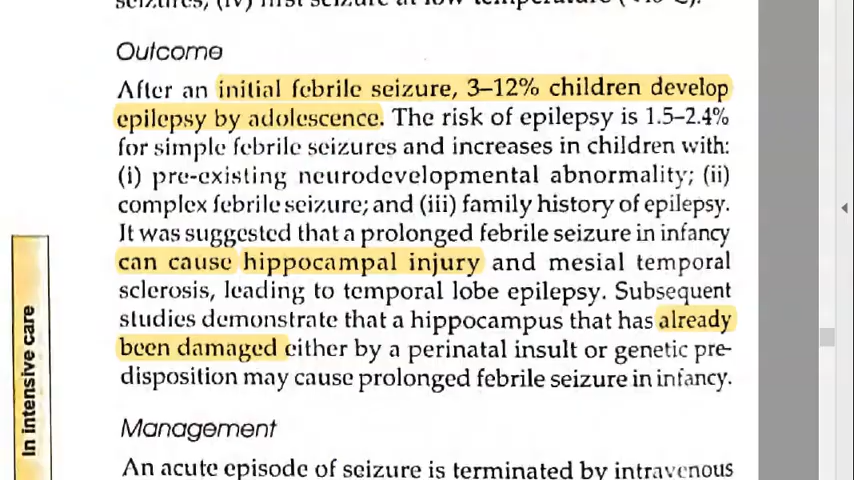 Outcome
After an initial febrile seizure, 3–12% children develop
epilepsy by adolescence. The risk of epilepsy is 1.5–2.4%
for simple febrile seizures and increases in children with:
(i) pre-existing neurodevelopmental abnormality; (ii)
complex febrile seizure; and (iii) family history of epilepsy.
It was suggested that a prolonged febrile seizure in infancy
can cause hippocampal injury and mesial temporal
sclerosis, leading to temporal lobe epilepsy. Subsequent
studies demonstrate that a hippocampus that has already
been damaged either by a perinatal insult or genetic pre-
disposition may cause prolonged febrile seizure in infancy.
Management
An acute episode of seizure is terminated by intravenous
In intensive care